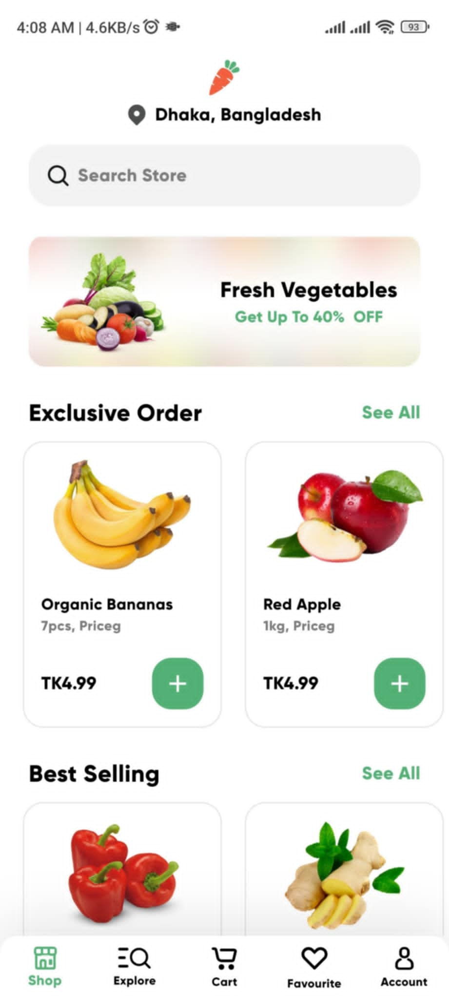 4:08 AM | 4.6KB/s
93
Dhaka, Bangladesh
Search Store
Fresh Vegetables
Get Up To 40% OFF
Exclusive Order
See All
Organic Bananas
7pcs, Priceg
TK4.99
Red Apple
1kg, Priceg
TK4.99
Best Selling
See All
Shop
Explore
Cart
Favourite
Account